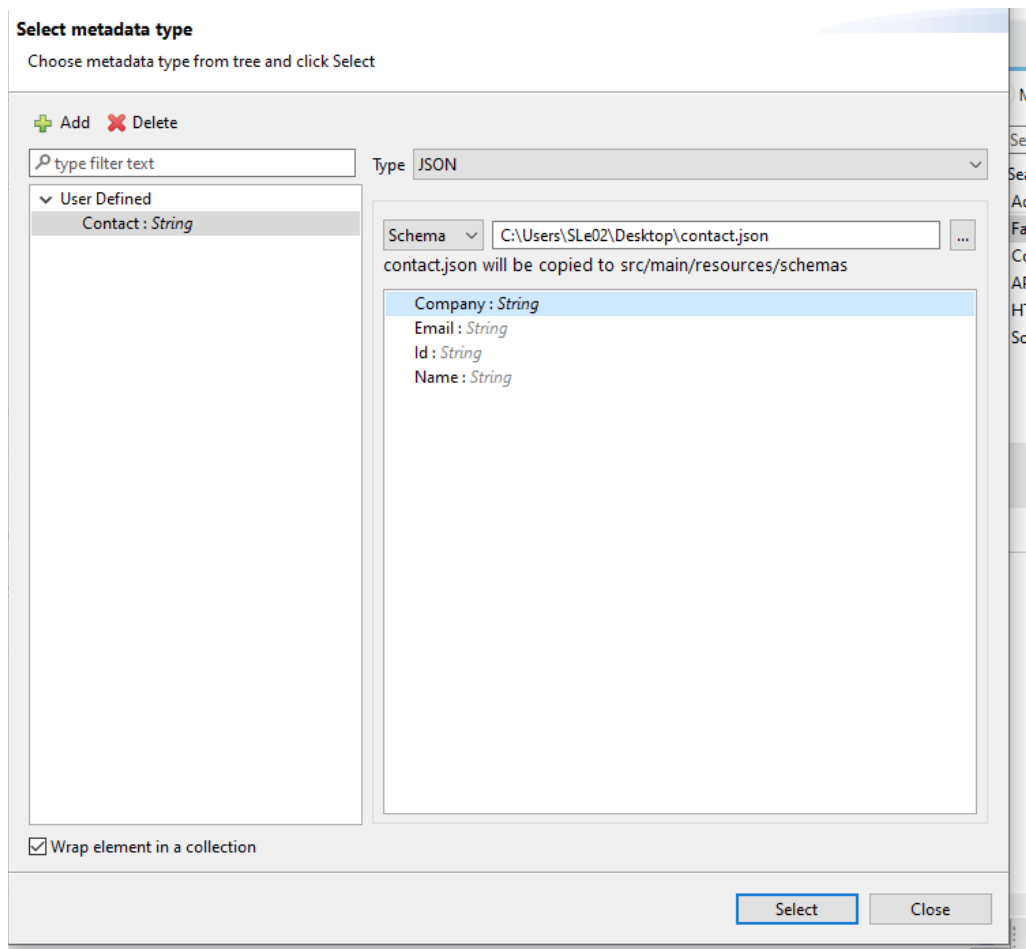 Select metadata type
Choose metadata type from tree and click Select
Add Delete
type filter text
Type JSON
User Defined
Contact : String
Schema C:\Users\SLe02\Desktop\contact.json ...
contact.json will be copied to src/main/resources/schemas
Company : String
Email : String
Id : String
Name : String
Wrap element in a collection
Select Close